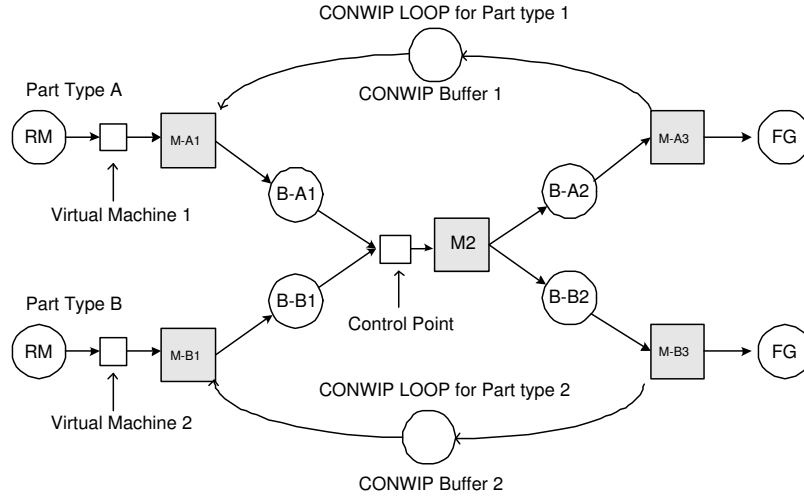 CONWIP LOOP for Part type 1
CONWIP Buffer 1
Part Type A
RM
M-A1
M-A3
FG
Virtual Machine 1
B-A1
B-A2
M2
B-B1
B-B2
Control Point
Part Type B
RM
M-B1
M-B3
FG
Virtual Machine 2
CONWIP LOOP for Part type 2
CONWIP Buffer 2